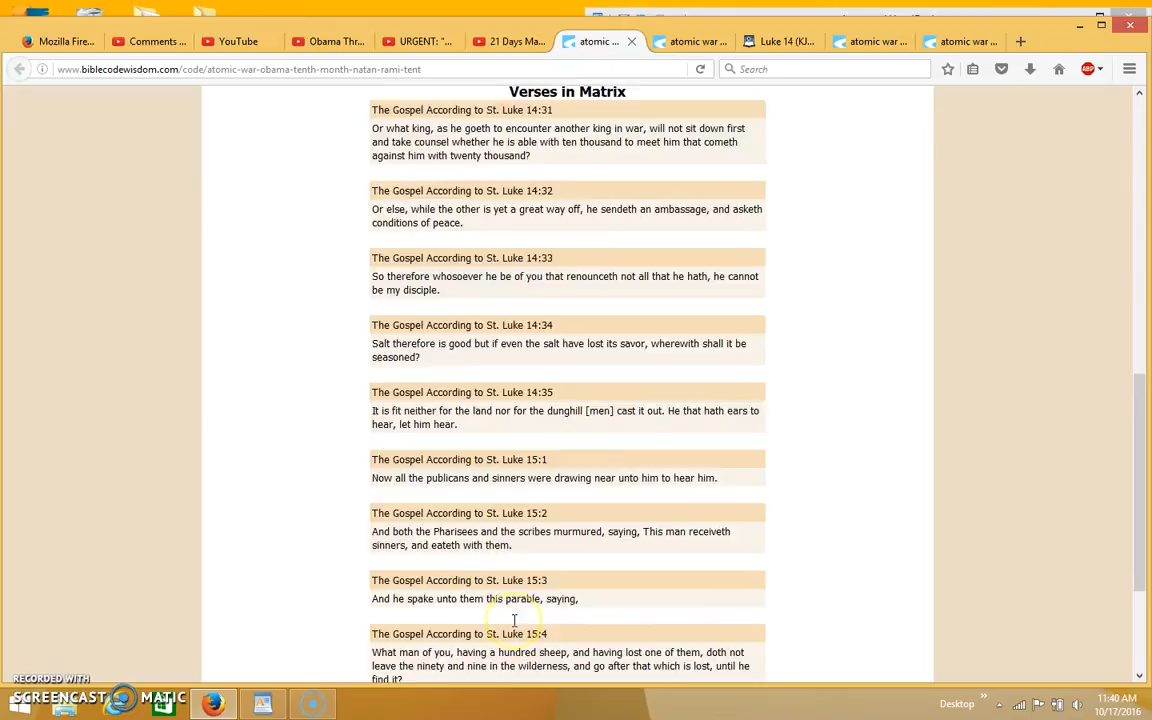 Mozilla Fire...
Comments ...
YouTube
Obama Thr...
URGENT: "...
21 Days Ma...
atomic ...
atomic war ...
Luke 14 (KJ...
atomic war ...
atomic war ...
www.biblecodewisdom.com/code/atomic-war-obama-tenth-month-natan-rami-tent
Search
ABP
Verses in Matrix
The Gospel According to St. Luke 14:31
Or what king, as he goeth to encounter another king in war, will not sit down first
and take counsel whether he is able with ten thousand to meet him that cometh
against him with twenty thousand?
The Gospel According to St. Luke 14:32
Or else, while the other is yet a great way off, he sendeth an ambassage, and asketh
conditions of peace.
The Gospel According to St. Luke 14:33
So therefore whosoever he be of you that renounceth not all that he hath, he cannot
be my disciple.
The Gospel According to St. Luke 14:34
Salt therefore is good but if even the salt have lost its savor, wherewith shall it be
seasoned?
The Gospel According to St. Luke 14:35
It is fit neither for the land nor for the dunghill [men] cast it out. He that hath ears to
hear, let him hear.
The Gospel According to St. Luke 15:1
Now all the publicans and sinners were drawing near unto him to hear him.
The Gospel According to St. Luke 15:2
And both the Pharisees and the scribes murmured, saying, This man receiveth
sinners, and eateth with them.
The Gospel According to St. Luke 15:3
And he spake unto them this parable, saying,
The Gospel According to St. Luke 15:4
What man of you, having a hundred sheep, and having lost one of them, doth not
leave the ninety and nine in the wilderness, and go after that which is lost, until he
find it?
RECORDED WITH
SCREENCAST MATIC
Desktop
11:40 AM
10/17/2016